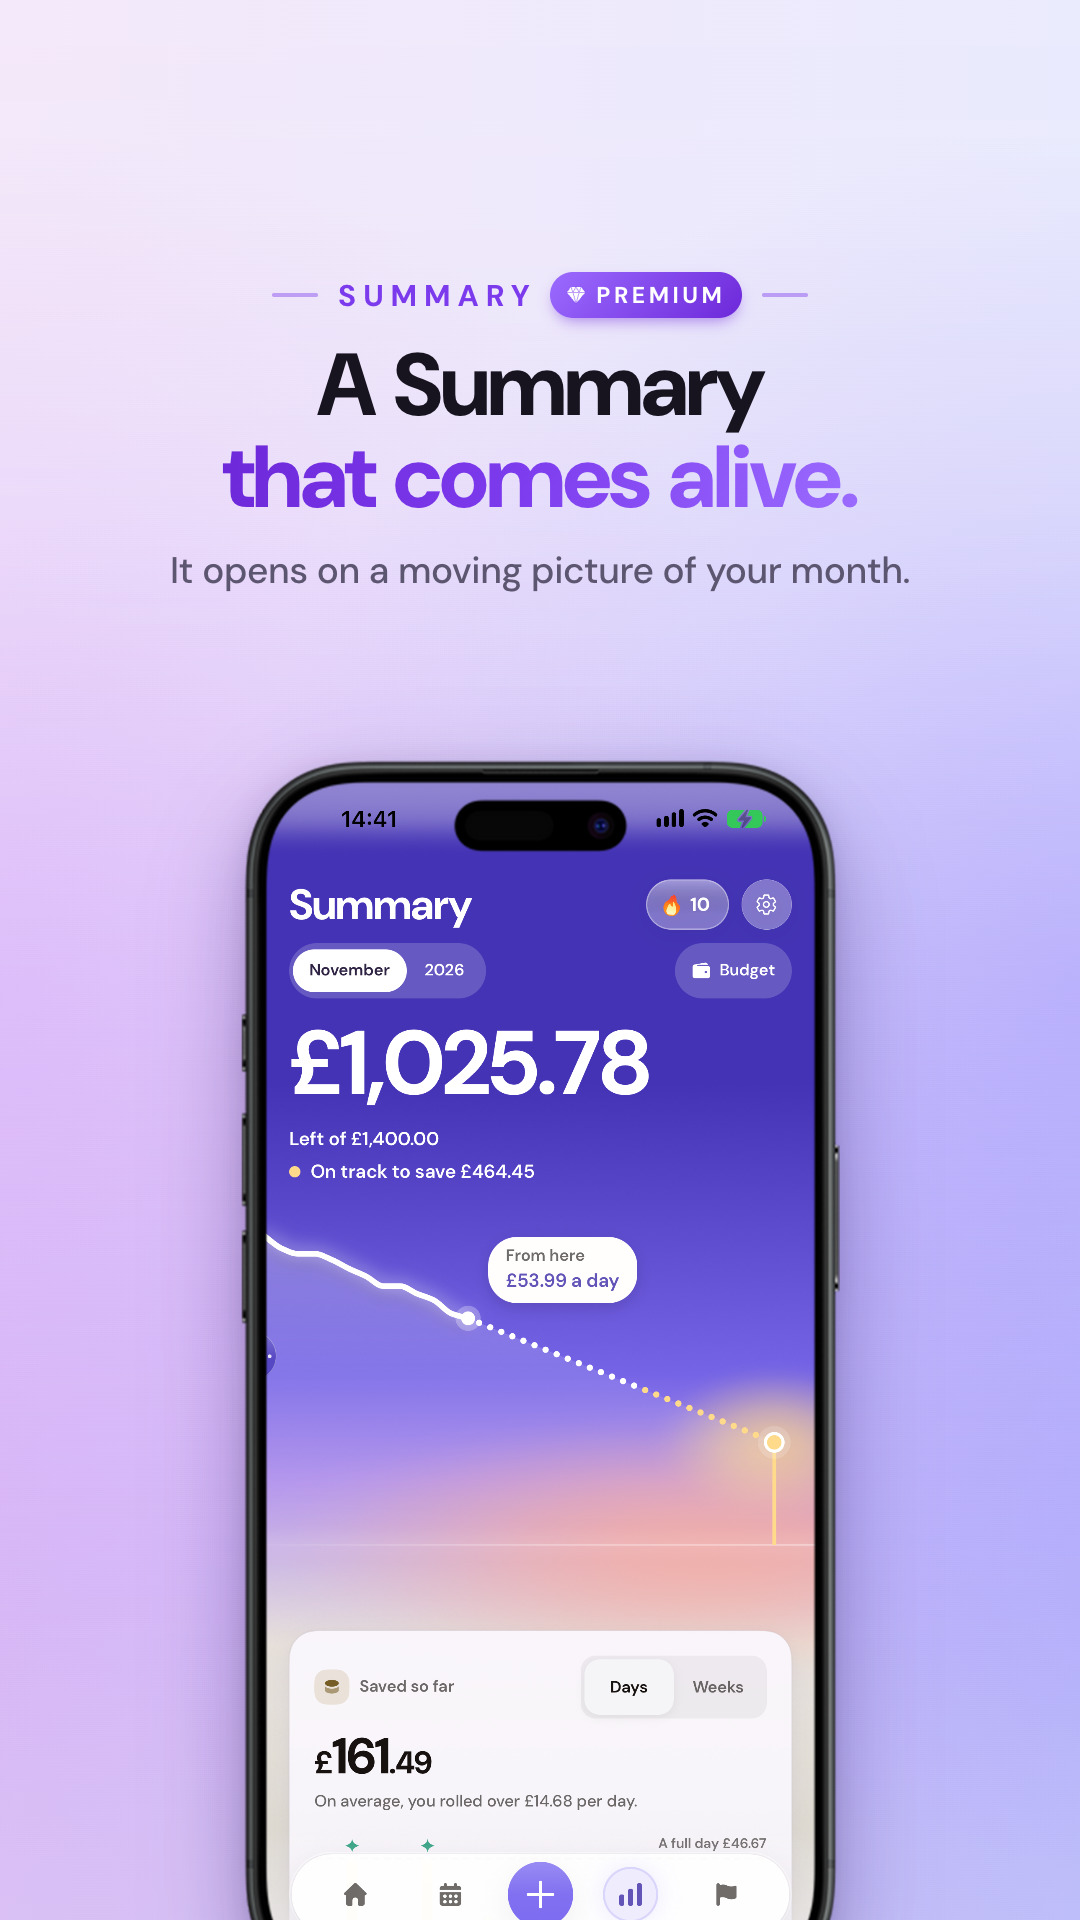 SUMMARY PREMIUM
A Summary
that comes alive.
It opens on a moving picture of your month.
14:41
Summary
10
November 2026
Budget
£1,025.78
Left of £1,400.00
On track to save £464.45
From here
£53.99 a day
Saved so far
Days Weeks
£161.49
On average, you rolled over £14.68 per day.
A full day £46.67